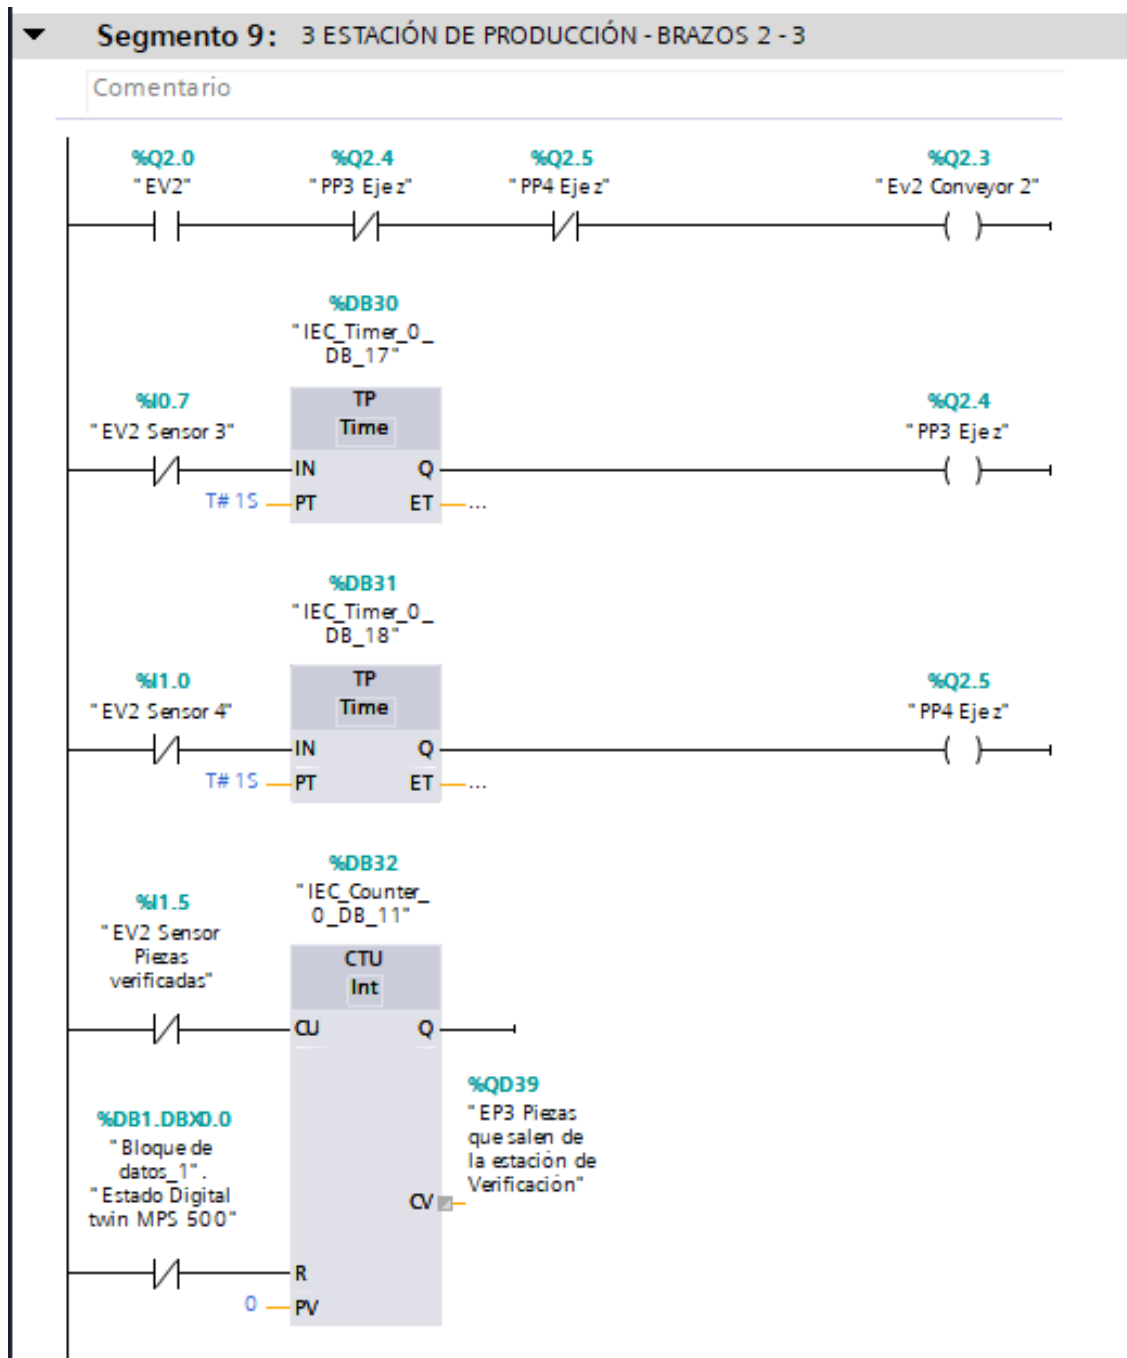 Segmento 9: 3 ESTACIÓN DE PRODUCCIÓN - BRAZOS 2 - 3
Comentario
%Q2.0 %Q2.4 %Q2.5 %Q2.3
"EV2" "PP3 Eje z" "PP4 Eje z" "Ev2 Conveyor 2"
%DB30
"IEC_Timer_0_
DB_17"
%I0.7 TP %Q2.4
"EV2 Sensor 3" Time "PP3 Eje z"
IN Q
T#1S PT ET ...
%DB31
"IEC_Timer_0_
DB_18"
%I1.0 TP %Q2.5
"EV2 Sensor 4" Time "PP4 Eje z"
IN Q
T#1S PT ET ...
%DB32
"IEC_Counter_
0_DB_11"
%I1.5
"EV2 Sensor
Piezas
verificadas"
CTU
Int
CU Q
%QD39
"EP3 Piezas
que salen de
la estación de
Verificación"
CV
%DB1.DBX0.0
"Bloque de
datos_1".
"Estado Digital
twin MPS 500"
R
0 PV